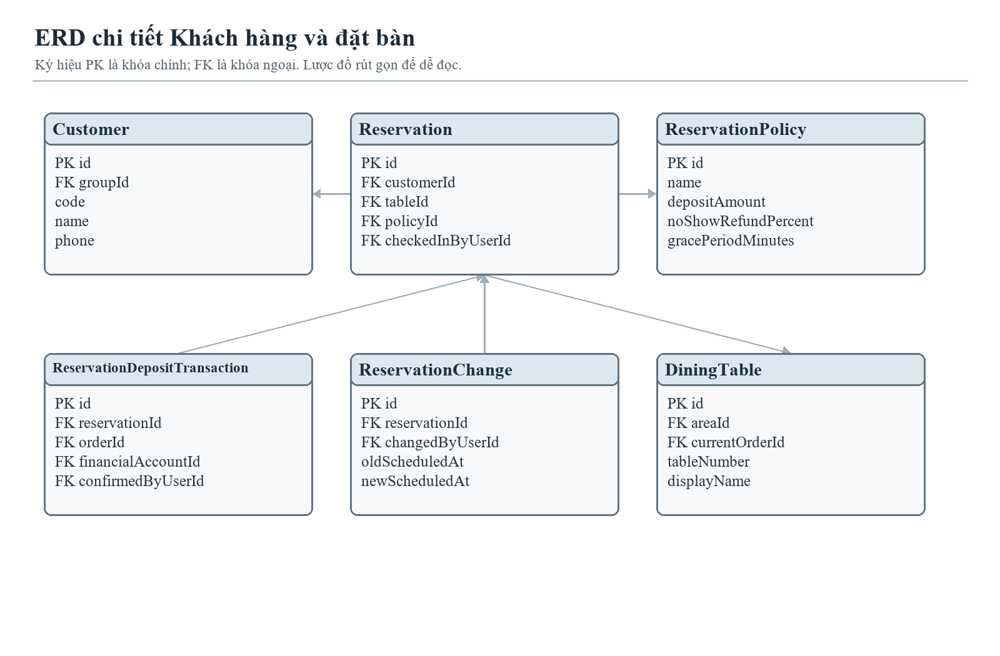 ERD chi tiết Khách hàng và đặt bàn
Ký hiệu PK là khóa chính; FK là khóa ngoại. Lược đồ rút gọn để dễ đọc.
Customer
PK id
FK groupId
code
name
phone
Reservation
PK id
FK customerId
FK tableId
FK policyId
FK checkedInByUserId
ReservationPolicy
PK id
name
depositAmount
noShowRefundPercent
gracePeriodMinutes
ReservationDepositTransaction
PK id
FK reservationId
FK orderId
FK financialAccountId
FK confirmedByUserId
ReservationChange
PK id
FK reservationId
FK changedByUserId
oldScheduledAt
newScheduledAt
DiningTable
PK id
FK areaId
FK currentOrderId
tableNumber
displayName